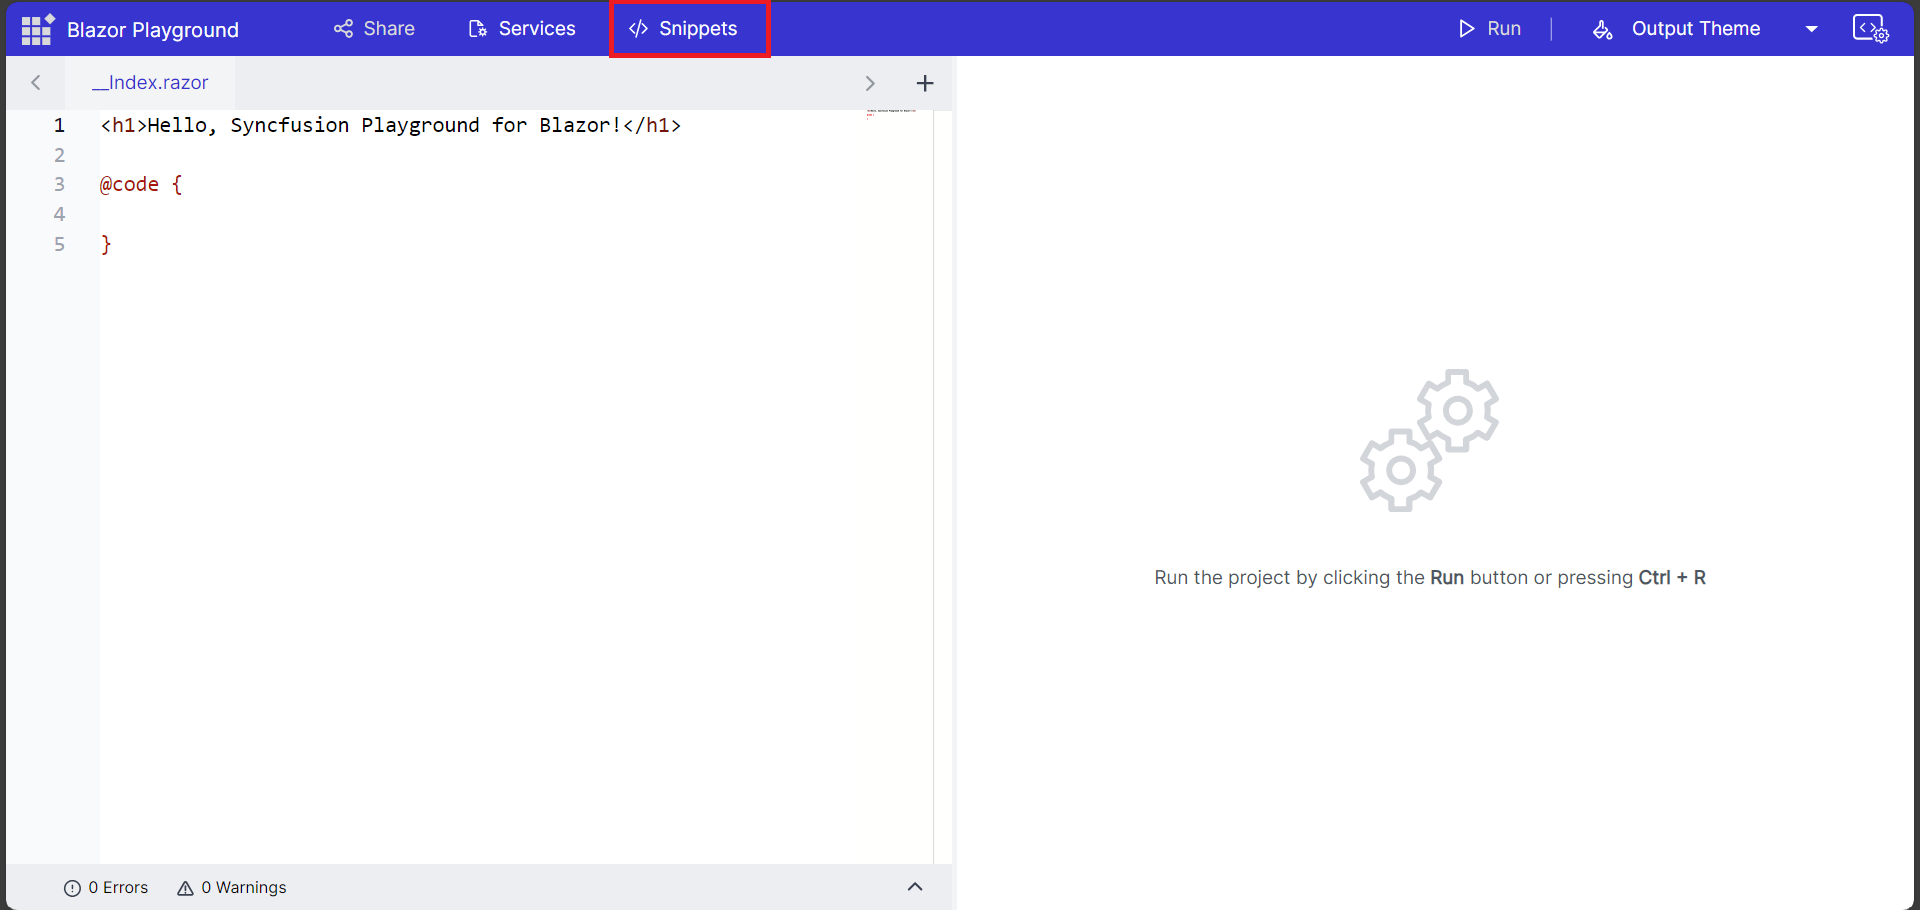 Blazor Playground Share Services </> Snippets Run Output Theme
__Index.razor
1 <h1>Hello, Syncfusion Playground for Blazor!</h1>
2
3 @code {
4
5 }
Run the project by clicking the Run button or pressing Ctrl + R
0 Errors 0 Warnings